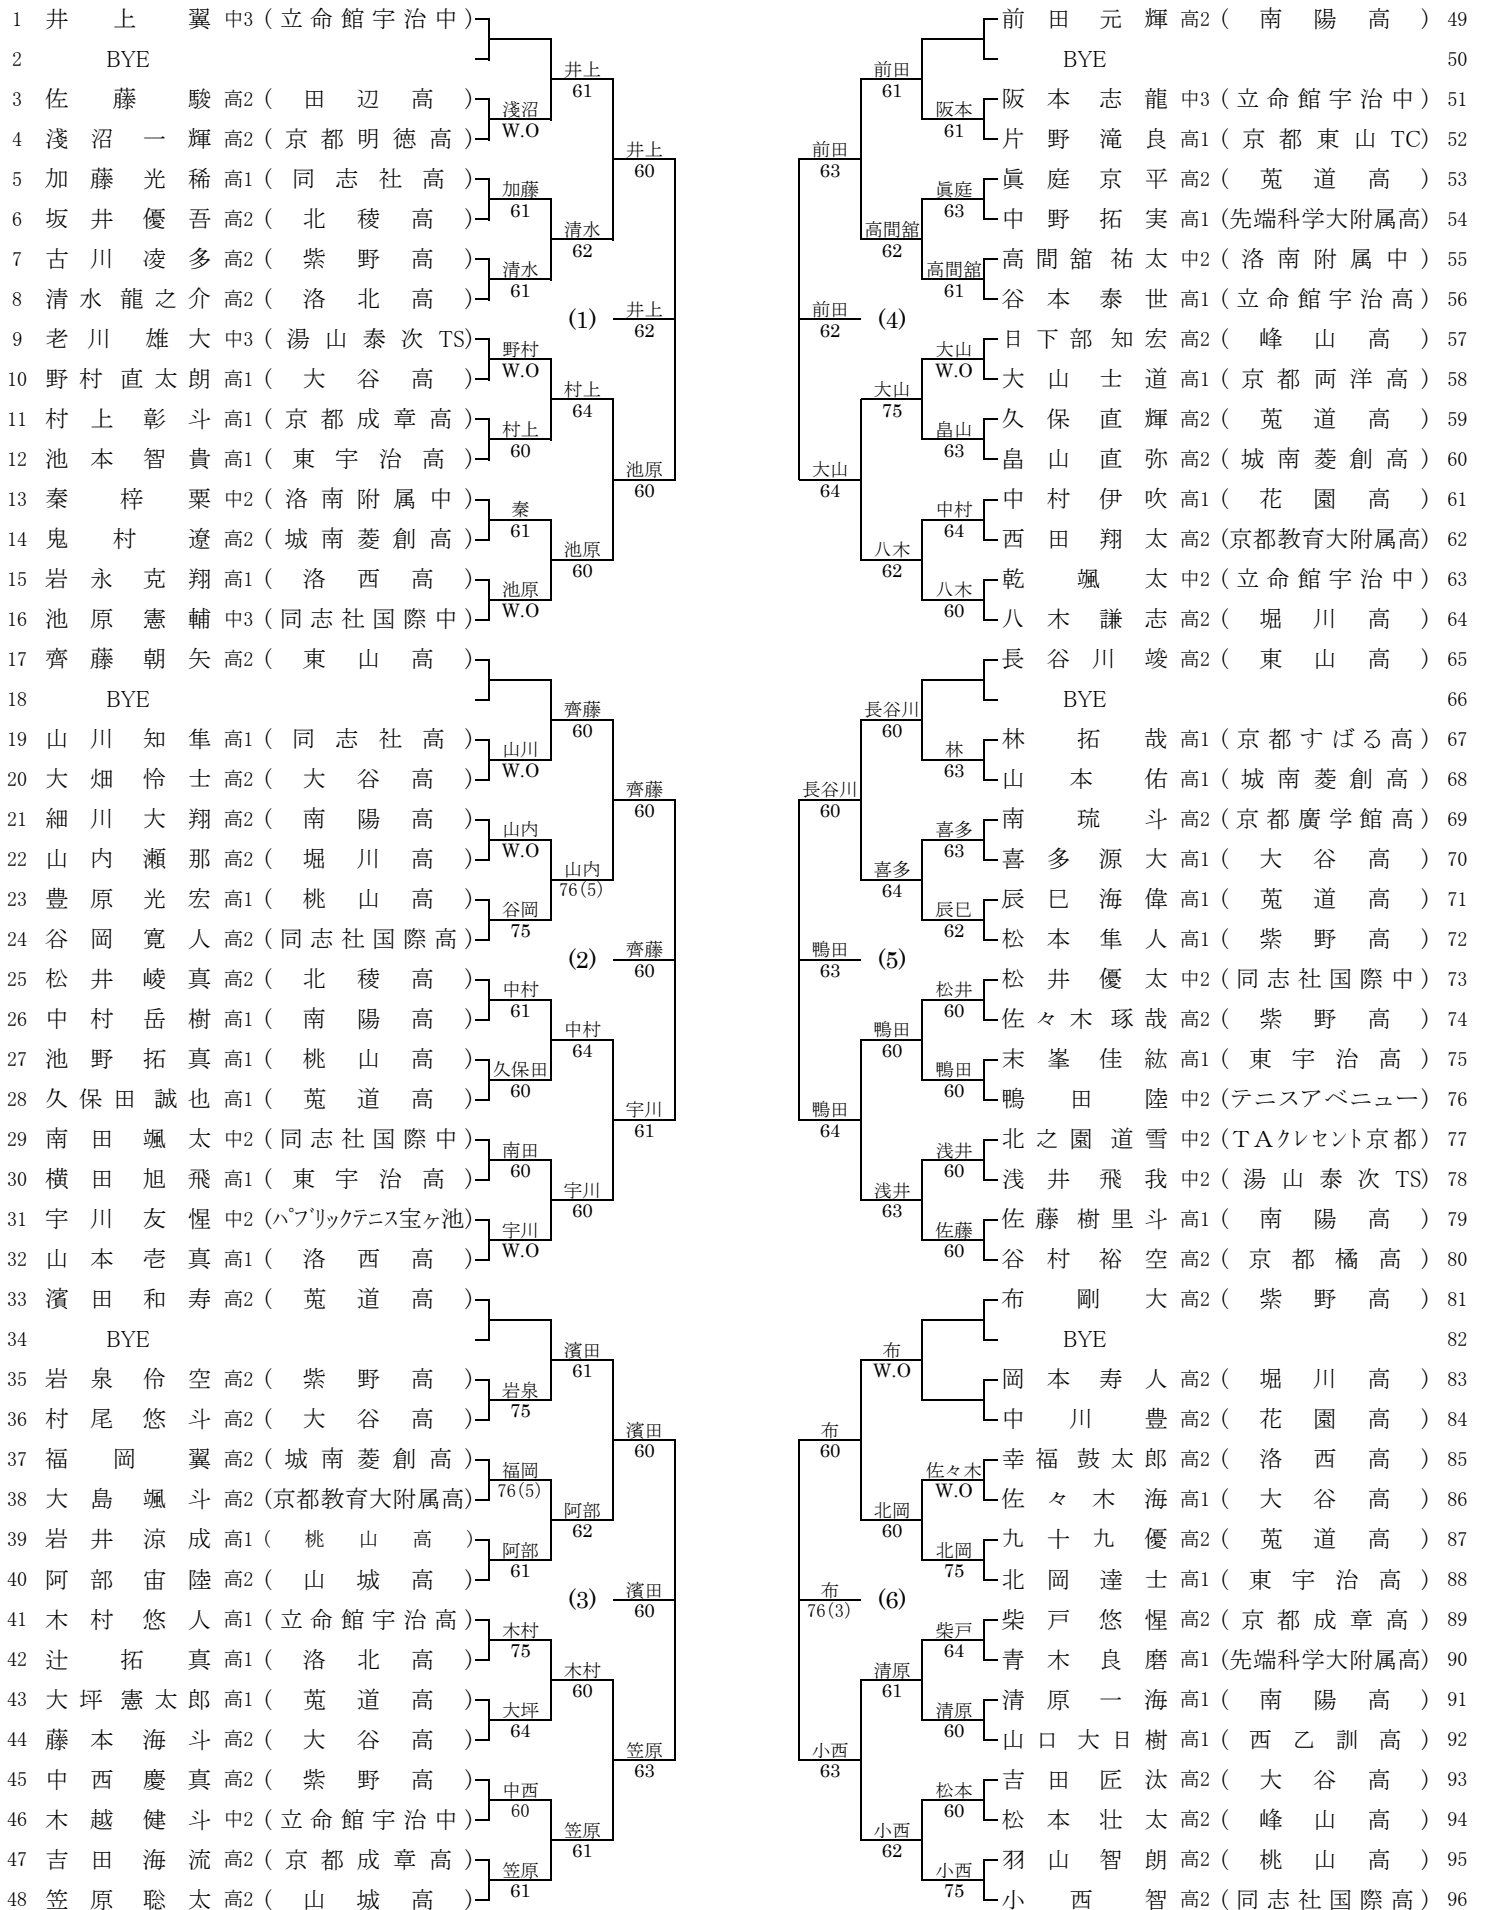 1 井上翼 中3 (立命館宇治中)
2 BYE
3 佐藤駿 高2 (田辺高)
4 淺沼一輝 高2 (京都明徳高)
5 加藤光稀 高1 (同志社高)
6 坂井優吾 高2 (北稜高)
7 古川凌多 高2 (紫野高)
8 清水龍之介 高2 (洛北高)
9 老川雄大 中3 (湯山泰次TS)
10 野村直太朗 高1 (大谷高)
11 村上彰斗 高1 (京都成章高)
12 池本智貴 高1 (東宇治高)
13 秦梓栗 中2 (洛南附属中)
14 鬼村遼 高2 (城南菱創高)
15 岩永克翔 高1 (洛西高)
16 池原憲輔 中3 (同志社国際中)
17 齊藤朝矢 高2 (東山高)
18 BYE
19 山川知隼 高1 (同志社高)
20 大畑怜士 高2 (大谷高)
21 細川大翔 高2 (南陽高)
22 山内瀬那 高2 (堀川高)
23 豊原光宏 高1 (桃山高)
24 谷岡寛人 高2 (同志社国際高)
25 松井崚真 高2 (北稜高)
26 中村岳樹 高1 (南陽高)
27 池野拓真 高1 (桃山高)
28 久保田誠也 高1 (莵道高)
29 南田颯太 中2 (同志社国際中)
30 横田旭飛 高1 (東宇治高)
31 宇川友惺 中2 (パブリックテニス宝ヶ池)
32 山本壱真 高1 (洛西高)
33 濱田和寿 高2 (莵道高)
34 BYE
35 岩泉伶空 高2 (紫野高)
36 村尾悠斗 高2 (大谷高)
37 福岡翼 高2 (城南菱創高)
38 大島颯斗 高2 (京都教育大附属高)
39 岩井涼成 高1 (桃山高)
40 阿部宙陸 高2 (山城高)
41 木村悠人 高1 (立命館宇治高)
42 辻拓真 高1 (洛北高)
43 大坪憲太郎 高1 (莵道高)
44 藤本海斗 高2 (大谷高)
45 中西慶真 高2 (紫野高)
46 木越健斗 中2 (立命館宇治中)
47 吉田海流 高2 (京都成章高)
48 笠原聡太 高2 (山城高)
淺沼
W.O
加藤
61
清水
61
野村
W.O
村上
60
秦
61
池原
W.O
山川
W.O
山内
W.O
谷岡
75
中村
61
久保田
60
南田
60
宇川
W.O
岩泉
75
福岡
76(5)
阿部
61
木村
75
大坪
64
中西
60
笠原
61
井上
61
清水
62
村上
64
池原
60
齊藤
60
山内
76(5)
中村
64
宇川
60
濱田
61
阿部
62
木村
60
笠原
61
井上
60
池原
60
齊藤
60
宇川
61
濱田
60
笠原
63
(1) 井上
62
(2) 齊藤
60
(3) 濱田
60
前田 (4)
62
鴨田 (5)
63
布 (6)
76(3)
前田
63
大山
64
長谷川
60
鴨田
64
布
60
小西
63
前田
61
高間舘
62
大山
75
八木
62
長谷川
60
喜多
64
鴨田
60
浅井
63
布
W.O
北岡
60
清原
61
小西
62
阪本
61
眞庭
63
高間舘
61
大山
W.O
畠山
63
中村
64
八木
60
林
63
喜多
63
辰巳
62
松井
60
鴨田
60
浅井
60
佐藤
60
佐々木
W.O
北岡
75
柴戸
64
清原
60
松本
60
小西
75
前田元輝 高2 (南陽高) 49
BYE 50
阪本志龍 中3 (立命館宇治中) 51
片野滝良 高1 (京都東山TC) 52
眞庭京平 高2 (莵道高) 53
中野拓実 高1 (先端科学大附属高) 54
高間舘祐太 中2 (洛南附属中) 55
谷本泰世 高1 (立命館宇治高) 56
日下部知宏 高2 (峰山高) 57
大山士道 高1 (京都両洋高) 58
久保直輝 高2 (莵道高) 59
畠山直弥 高2 (城南菱創高) 60
中村伊吹 高1 (花園高) 61
西田翔太 高2 (京都教育大附属高) 62
乾颯太 中2 (立命館宇治中) 63
八木謙志 高2 (堀川高) 64
長谷川竣 高2 (東山高) 65
BYE 66
林拓哉 高1 (京都すばる高) 67
山本佑 高1 (城南菱創高) 68
南琉斗 高2 (京都廣学館高) 69
喜多源大 高1 (大谷高) 70
辰巳海偉 高1 (莵道高) 71
松本隼人 高1 (紫野高) 72
松井優太 中2 (同志社国際中) 73
佐々木琢哉 高2 (紫野高) 74
末峯佳紘 高1 (東宇治高) 75
鴨田陸 中2 (テニスアベニュー) 76
北之園道雪 中2 (TAクレセント京都) 77
浅井飛我 中2 (湯山泰次TS) 78
佐藤樹里斗 高1 (南陽高) 79
谷村裕空 高2 (京都橘高) 80
布剛大 高2 (紫野高) 81
BYE 82
岡本寿人 高2 (堀川高) 83
中川豊 高2 (花園高) 84
幸福鼓太郎 高2 (洛西高) 85
佐々木海 高1 (大谷高) 86
九十九優 高2 (莵道高) 87
北岡達士 高1 (東宇治高) 88
柴戸悠惺 高2 (京都成章高) 89
青木良磨 高1 (先端科学大附属高) 90
清原一海 高1 (南陽高) 91
山口大日樹 高1 (西乙訓高) 92
吉田匠汰 高2 (大谷高) 93
松本壮太 高2 (峰山高) 94
羽山智朗 高2 (桃山高) 95
小西智 高2 (同志社国際高) 96